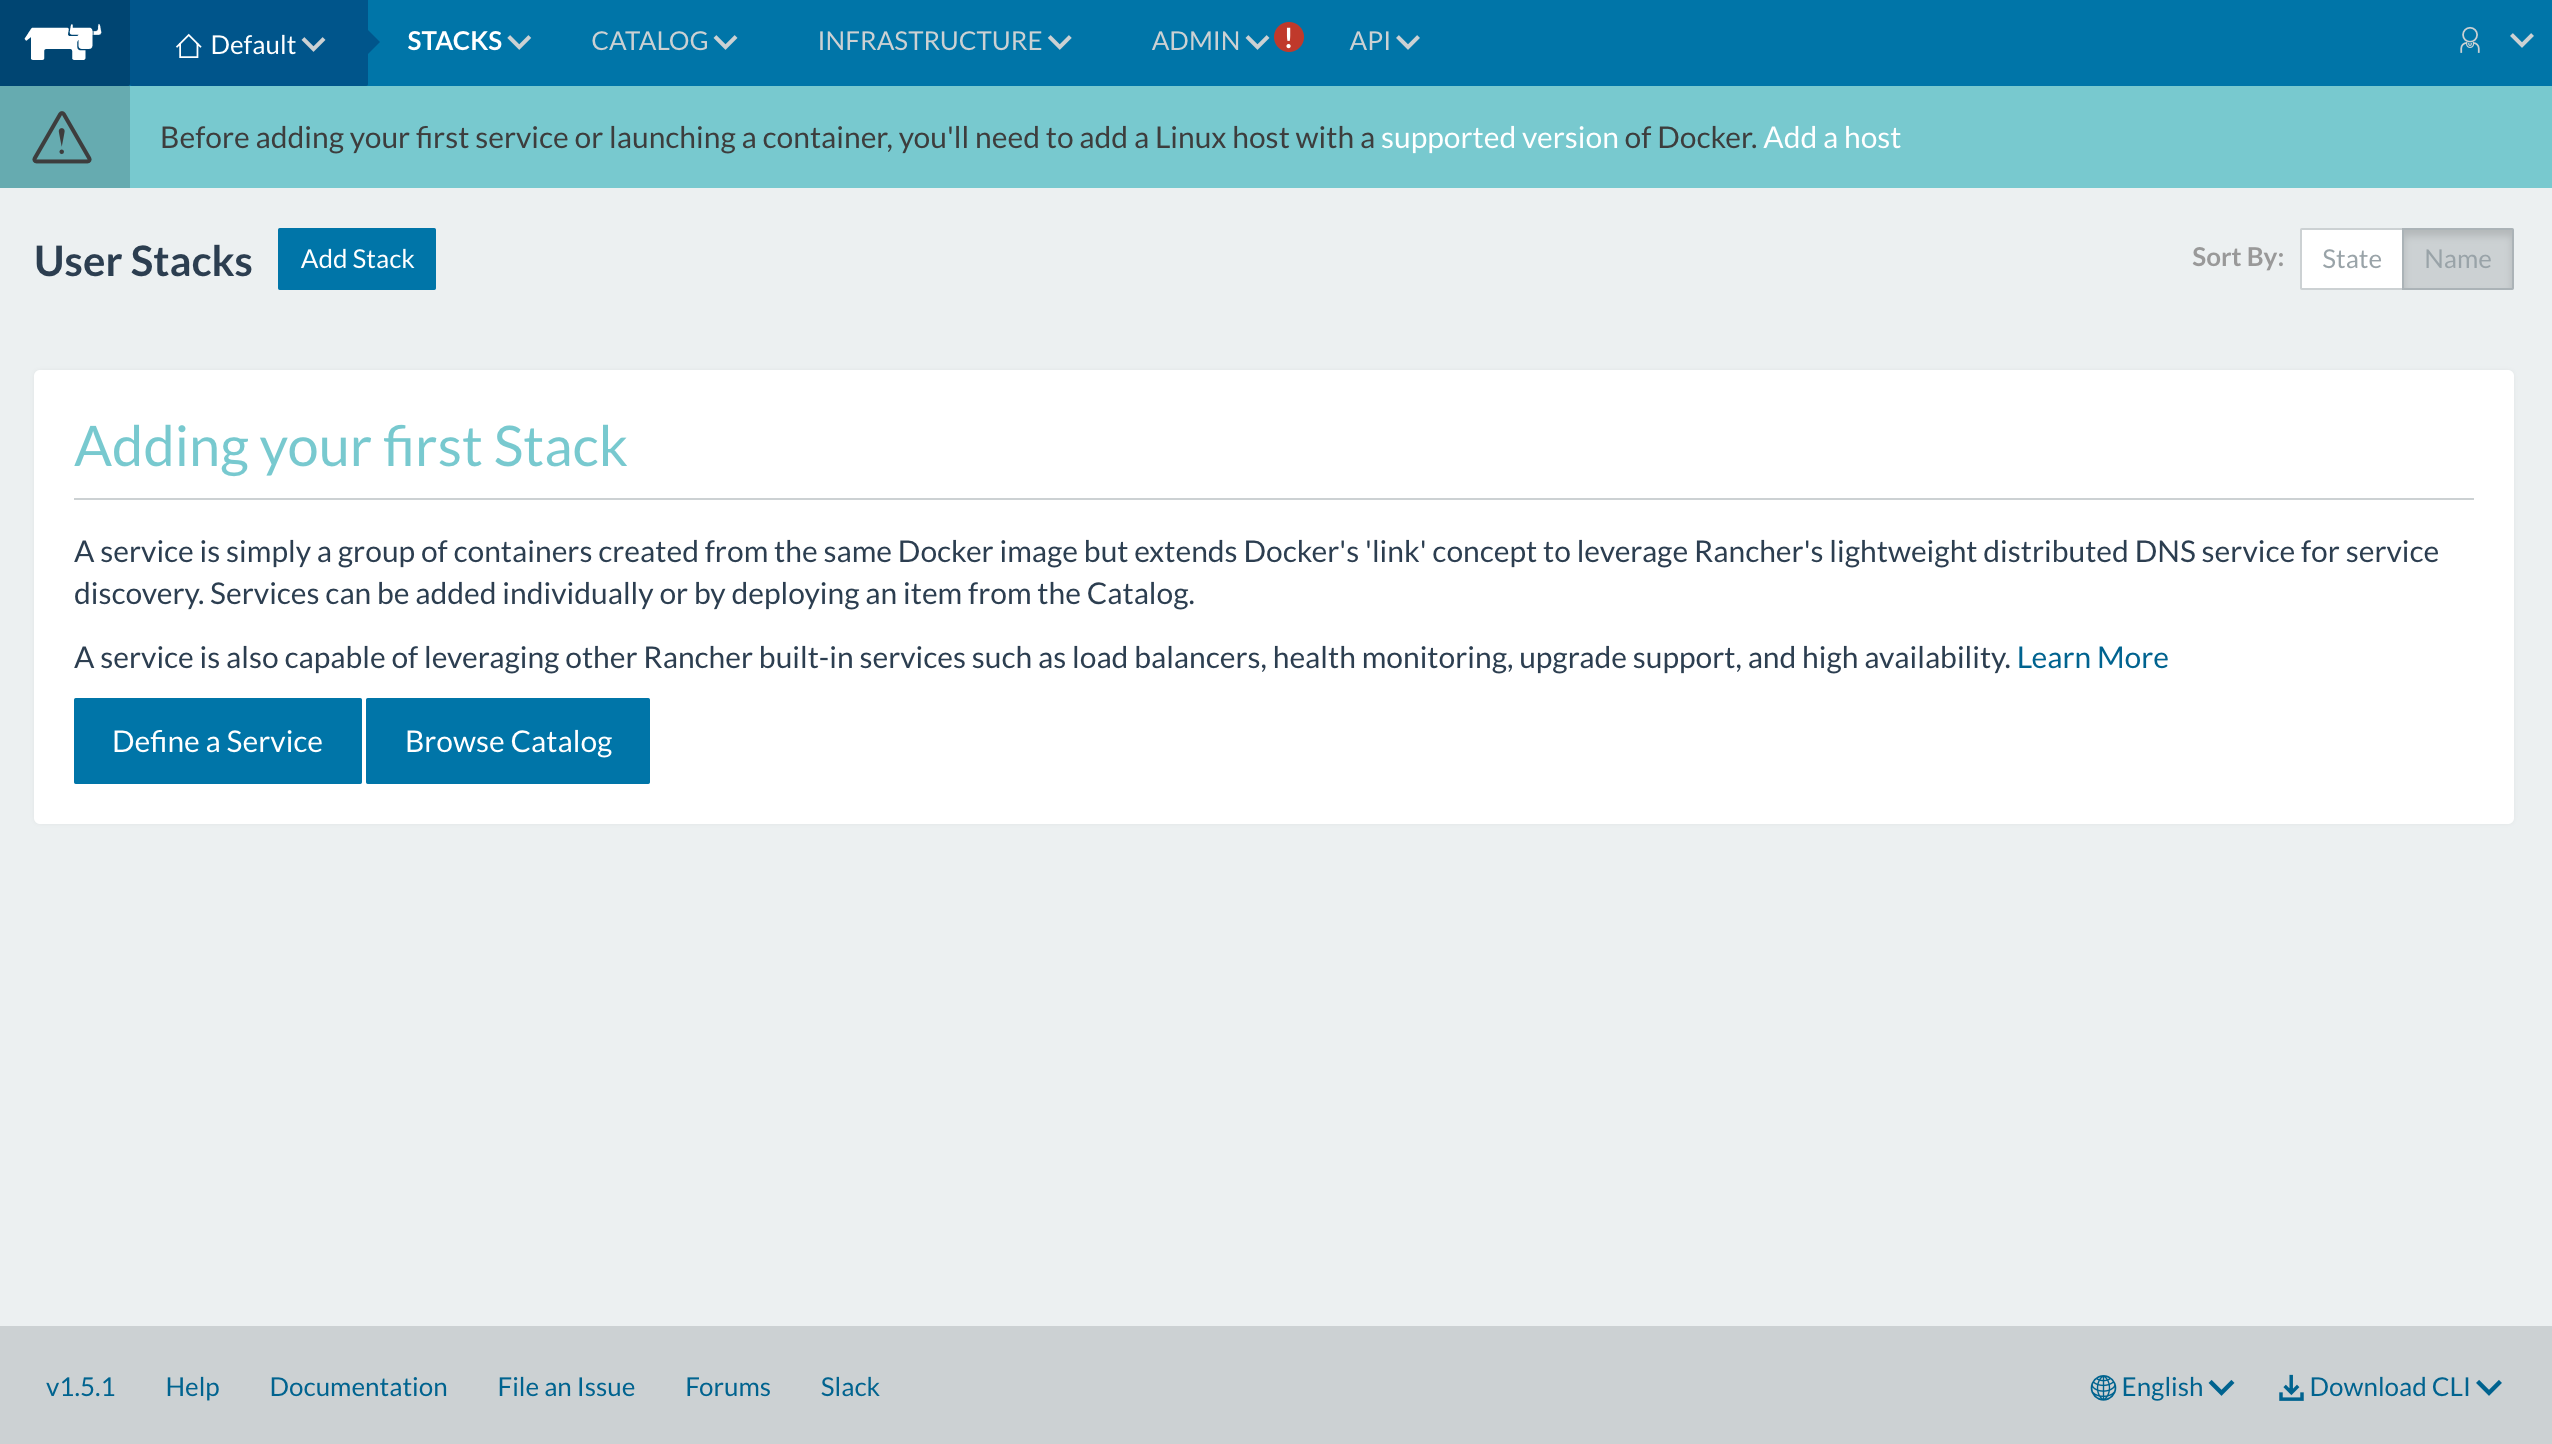 Default STACKS CATALOG INFRASTRUCTURE ADMIN ! API
Before adding your first service or launching a container, you'll need to add a Linux host with a supported version of Docker. Add a host
User Stacks Add Stack Sort By: State Name
Adding your first Stack
A service is simply a group of containers created from the same Docker image but extends Docker's 'link' concept to leverage Rancher's lightweight distributed DNS service for service
discovery. Services can be added individually or by deploying an item from the Catalog.
A service is also capable of leveraging other Rancher built-in services such as load balancers, health monitoring, upgrade support, and high availability. Learn More
Define a Service Browse Catalog
v1.5.1 Help Documentation File an Issue Forums Slack English Download CLI